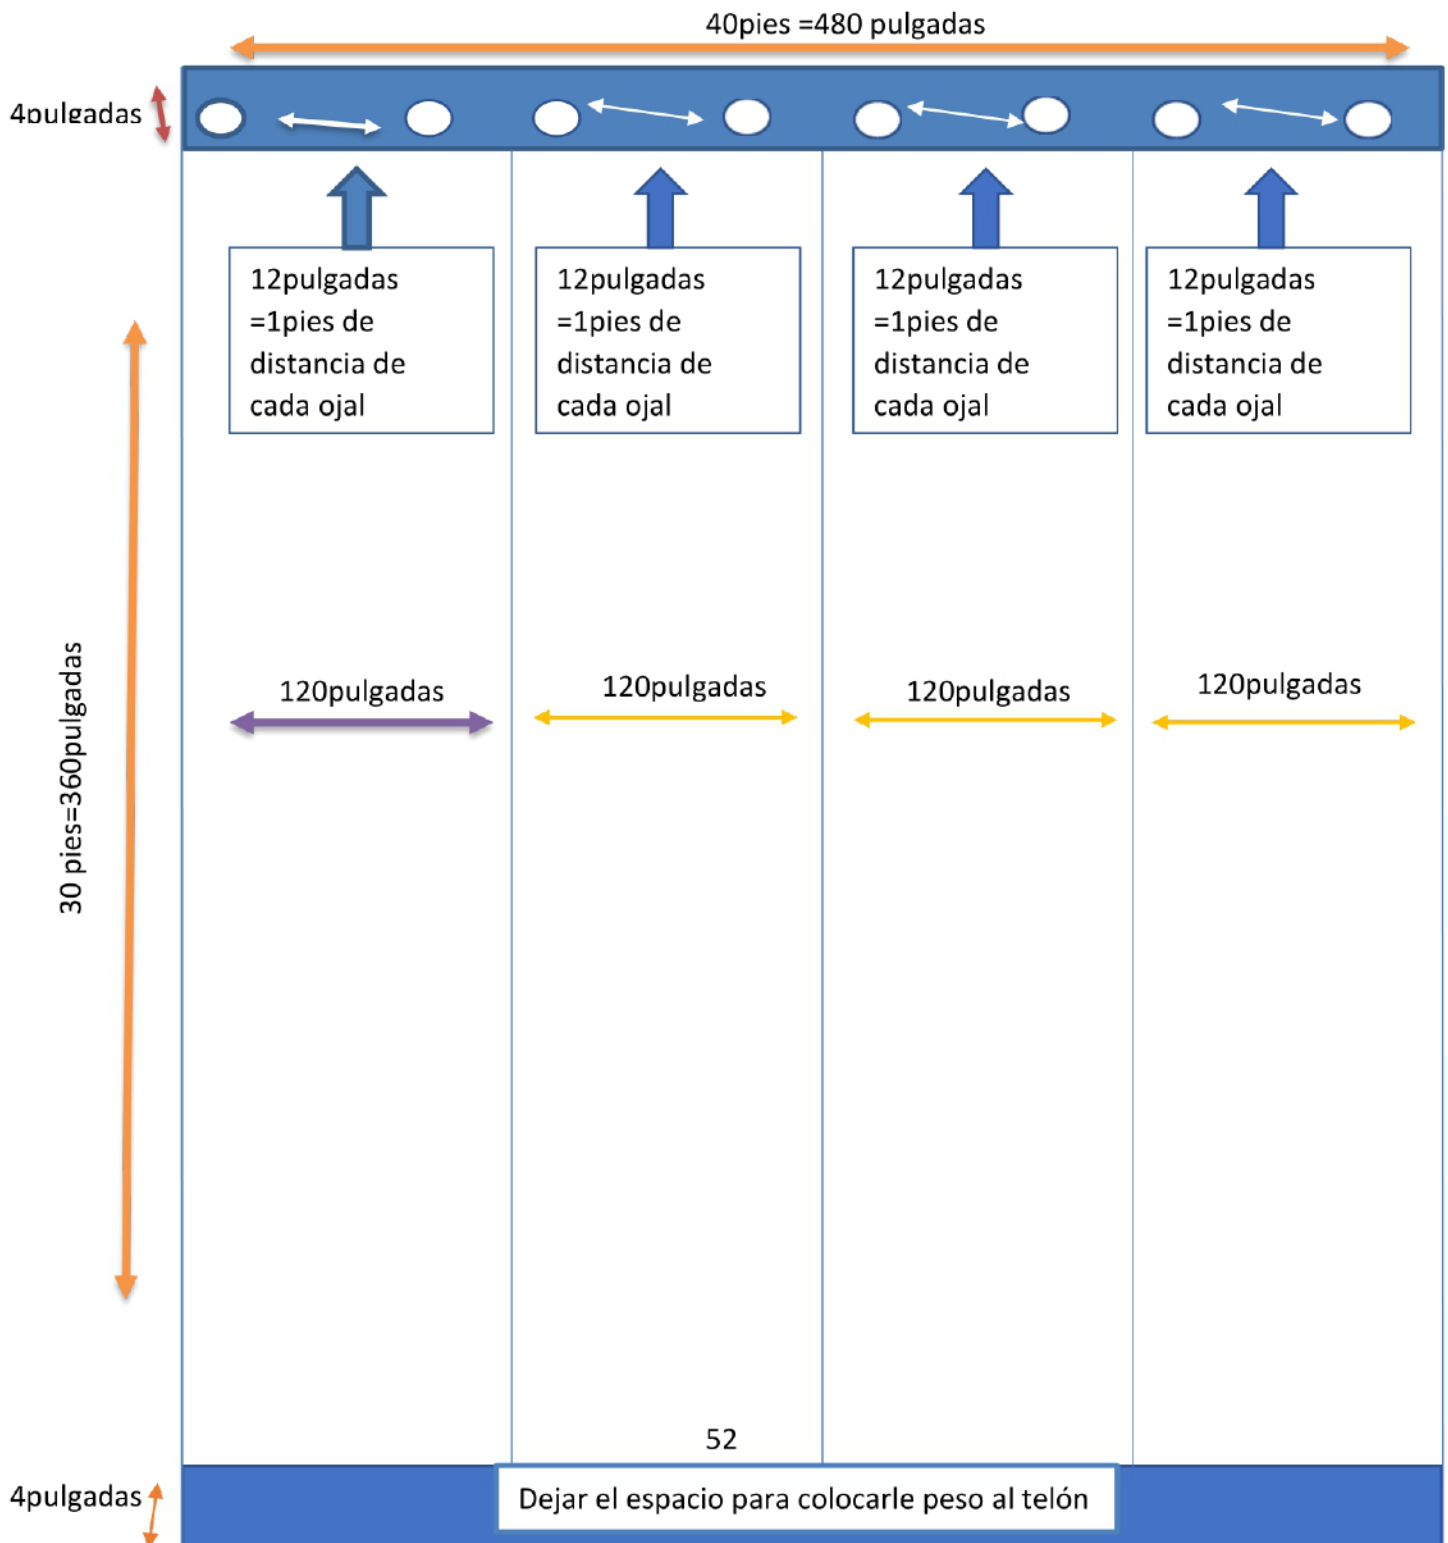 40pies =480 pulgadas
4pulgadas
12pulgadas
=1pies de
distancia de
cada ojal
12pulgadas
=1pies de
distancia de
cada ojal
12pulgadas
=1pies de
distancia de
cada ojal
12pulgadas
=1pies de
distancia de
cada ojal
30 pies=360pulgadas
120pulgadas
120pulgadas
120pulgadas
120pulgadas
52
4pulgadas
Dejar el espacio para colocarle peso al telón